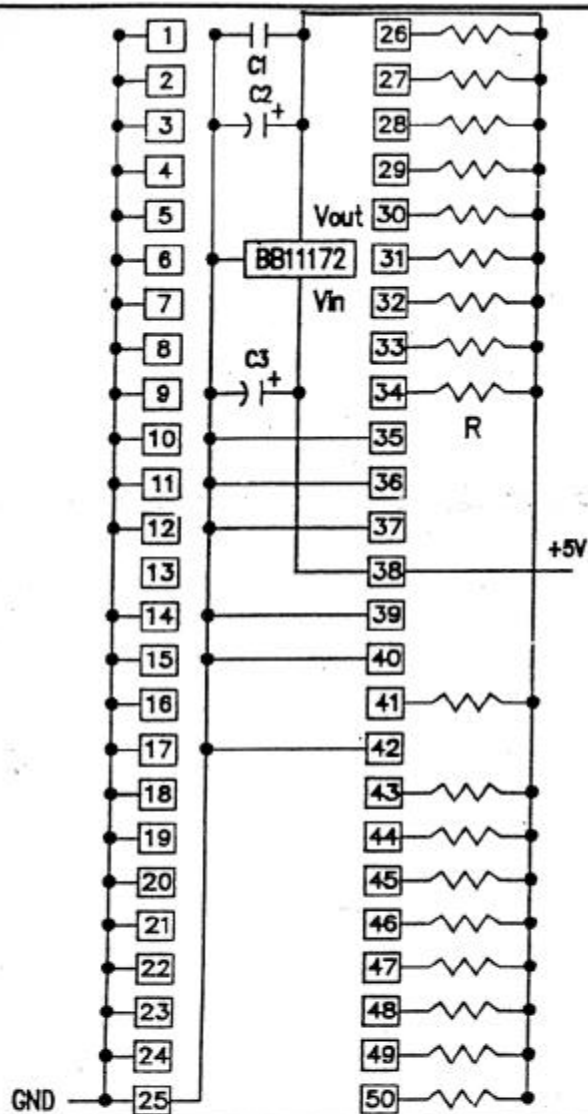 1 C1 26
2 C2 + 27
3 28
4 29
5 Vout 30
6 BB11172 31
7 Vin 32
8 33
9 C3 + 34
10 35 R
11 36
12 37
13 38 +5V
14 39
15 40
16 41
17 42
18 43
19 44
20 45
21 46
22 47
23 48
24 49
GND 25 50